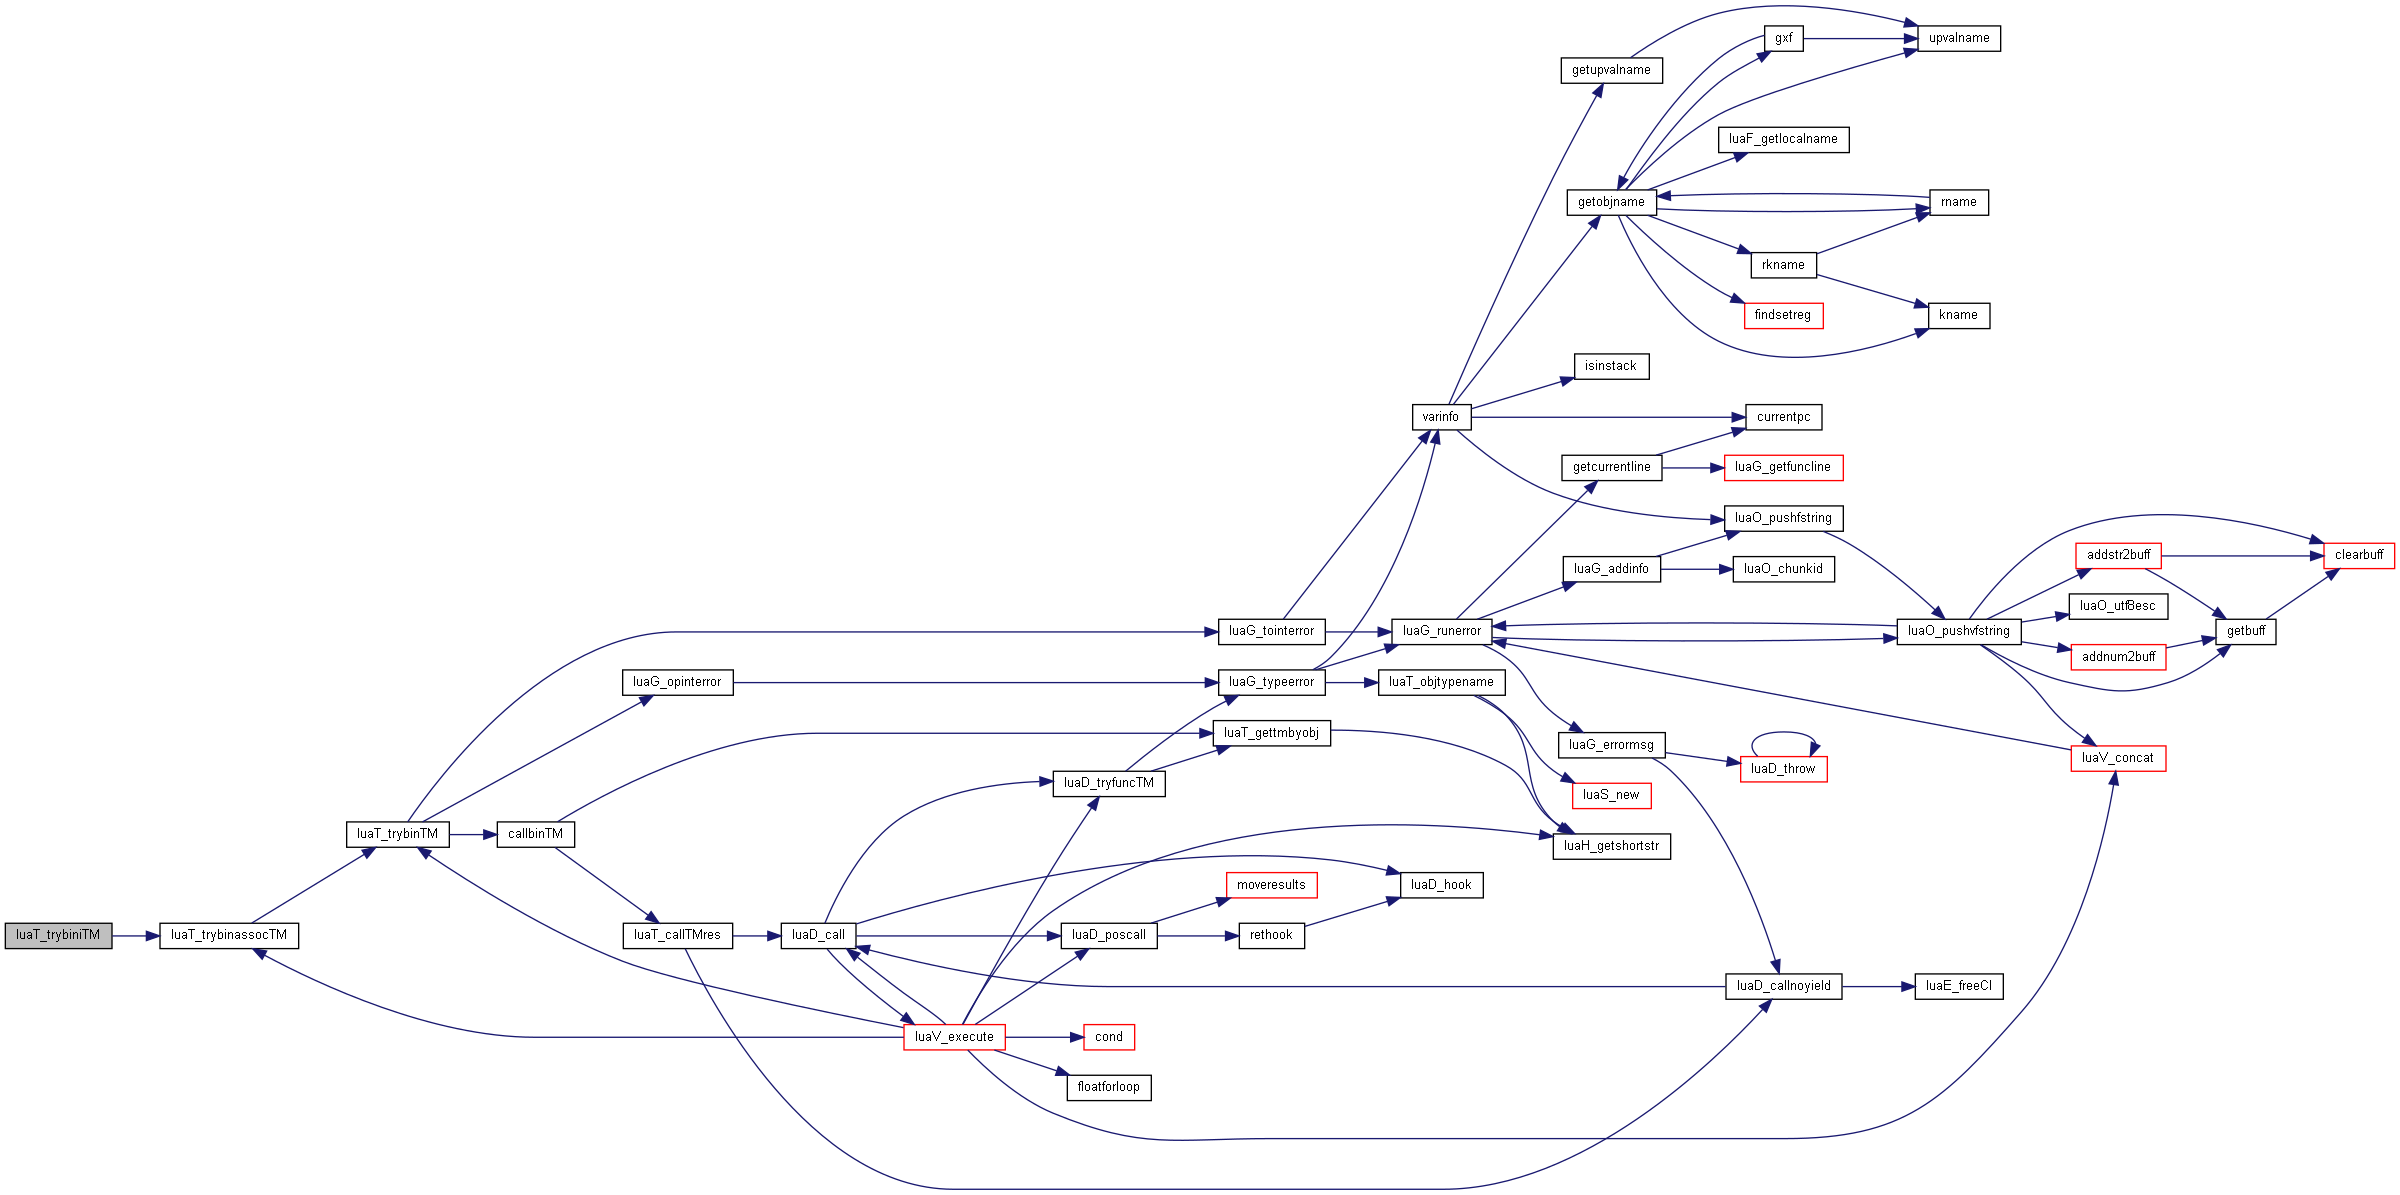 gxf
upvalname
getupvalname
luaF_getlocalname
getobjname
rname
rkname
findsetreg
kname
isinstack
varinfo
currentpc
getcurrentline
luaG_getfuncline
luaO_pushfstring
addstr2buff
clearbuff
luaG_addinfo
luaO_chunkid
luaO_utf8esc
luaG_tointerror
luaG_runerror
luaO_pushvfstring
getbuff
addnum2buff
luaG_opinterror
luaG_typeerror
luaT_objtypename
luaT_gettmbyobj
luaG_errormsg
luaV_concat
luaD_throw
luaD_tryfuncTM
luaS_new
luaT_trybinTM
callbinTM
luaH_getshortstr
moveresults
luaD_hook
luaT_trybiniTM
luaT_trybinassocTM
luaT_callTMres
luaD_call
luaD_poscall
rethook
luaD_callnoyield
luaE_freeCI
luaV_execute
cond
floatforloop